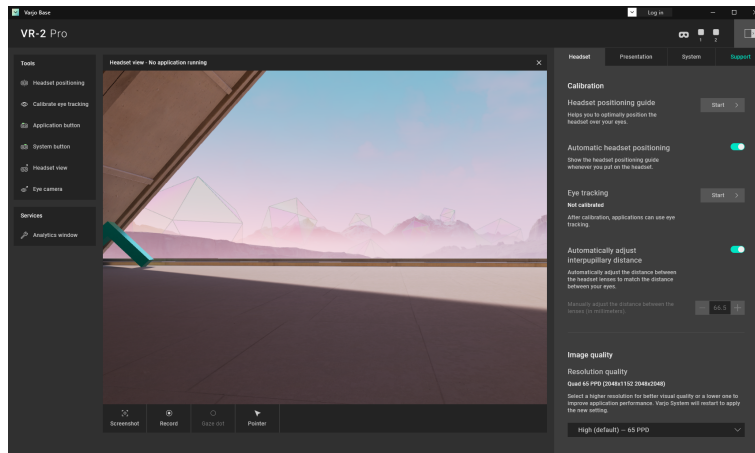 Varjo Base
Log in
VR-2 Pro
1 2
Tools
Headset positioning
Calibrate eye tracking
Application button
System button
Headset view
Eye camera
Services
Analytics window
Headset view - No application running
Screenshot
Record
Gaze dot
Pointer
Headset Presentation System Support
Calibration
Headset positioning guide
Start
Helps you to optimally position the
headset over your eyes.
Automatic headset positioning
Show the headset positioning guide
whenever you put on the headset.
Eye tracking
Start
Not calibrated
After calibration, applications can use eye
tracking.
Automatically adjust
interpupillary distance
Automatically adjust the distance between
the headset lenses to match the distance
between your eyes.
Manually adjust the distance between the
lenses (in millimeters).
66.5
Image quality
Resolution quality
Quad 65 PPD (2048x1152 2048x2048)
Select a higher resolution for better visual quality or a lower one to
improve application performance. Varjo System will restart to apply
the new setting.
High (default) — 65 PPD